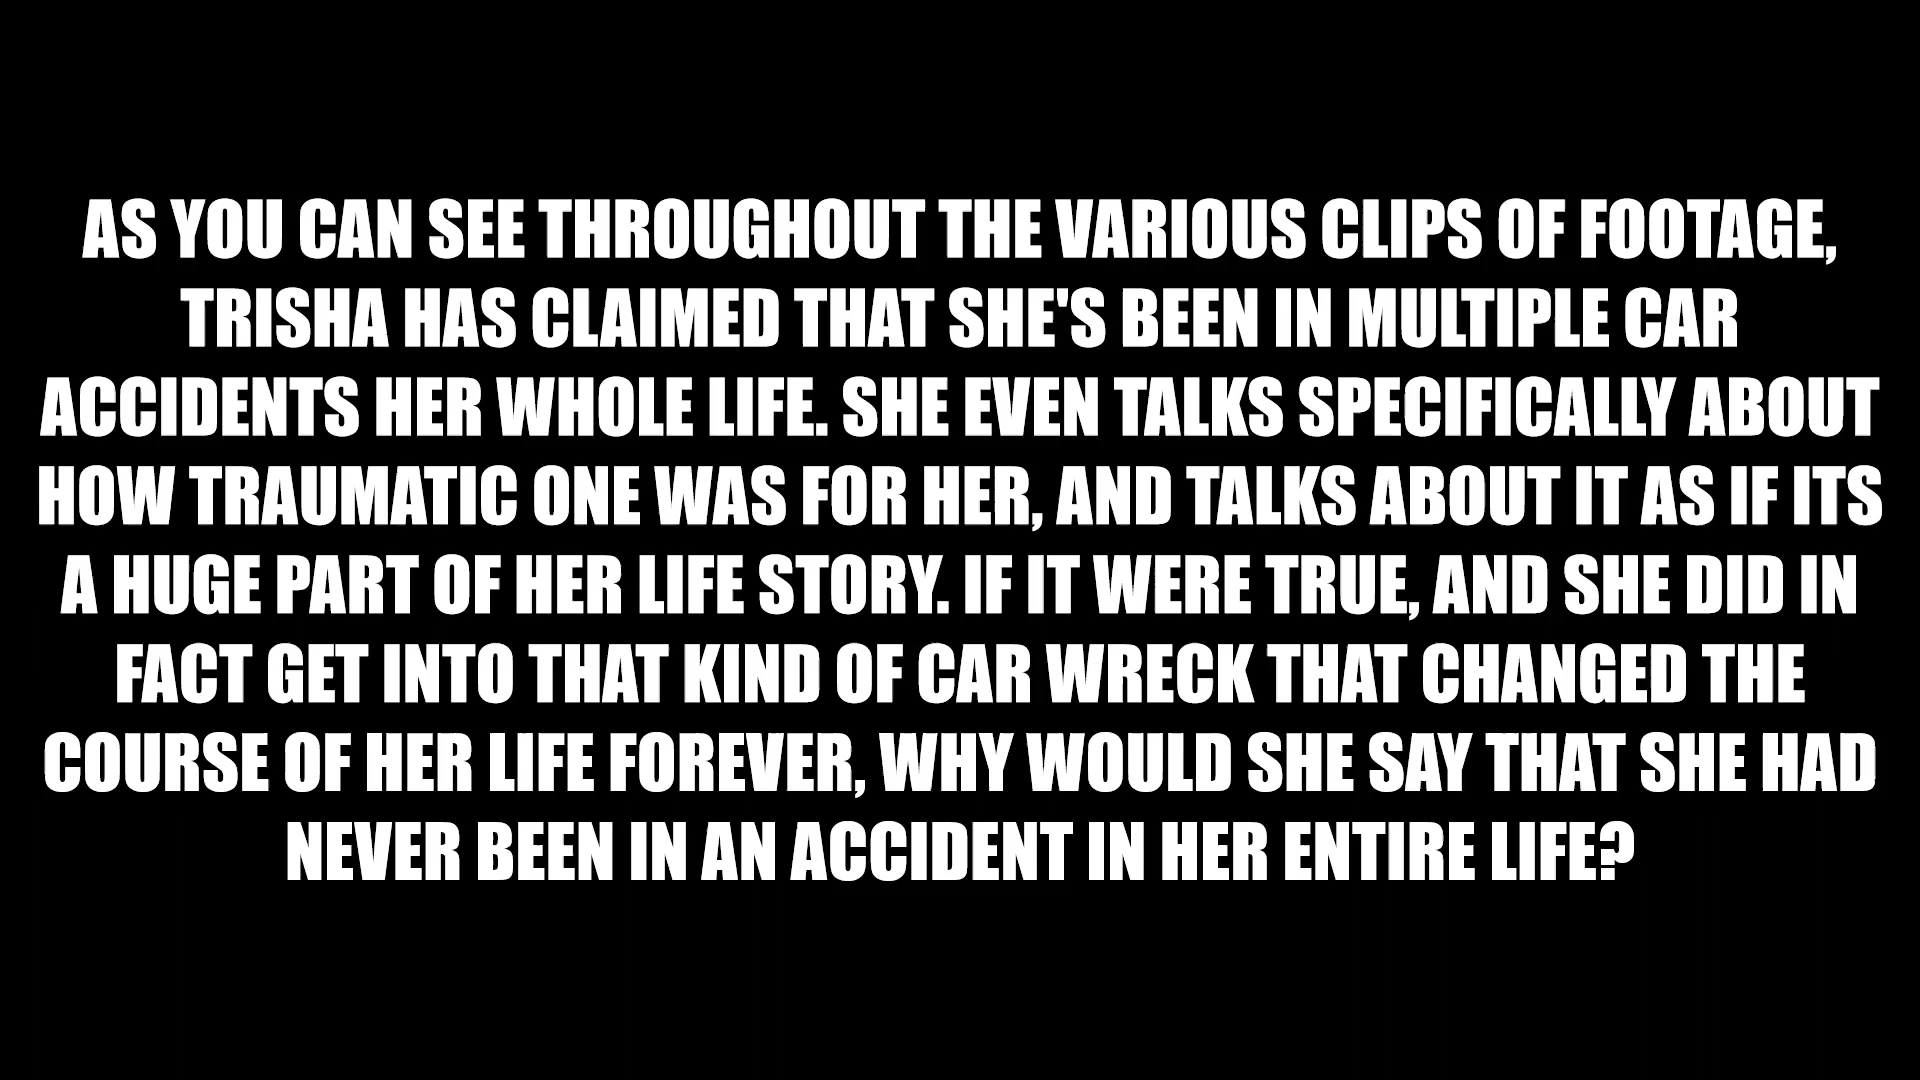 AS YOU CAN SEE THROUGHOUT THE VARIOUS CLIPS OF FOOTAGE,
TRISHA HAS CLAIMED THAT SHE'S BEEN IN MULTIPLE CAR
ACCIDENTS HER WHOLE LIFE. SHE EVEN TALKS SPECIFICALLY ABOUT
HOW TRAUMATIC ONE WAS FOR HER, AND TALKS ABOUT IT AS IF ITS
A HUGE PART OF HER LIFE STORY. IF IT WERE TRUE, AND SHE DID IN
FACT GET INTO THAT KIND OF CAR WRECK THAT CHANGED THE
COURSE OF HER LIFE FOREVER, WHY WOULD SHE SAY THAT SHE HAD
NEVER BEEN IN AN ACCIDENT IN HER ENTIRE LIFE?